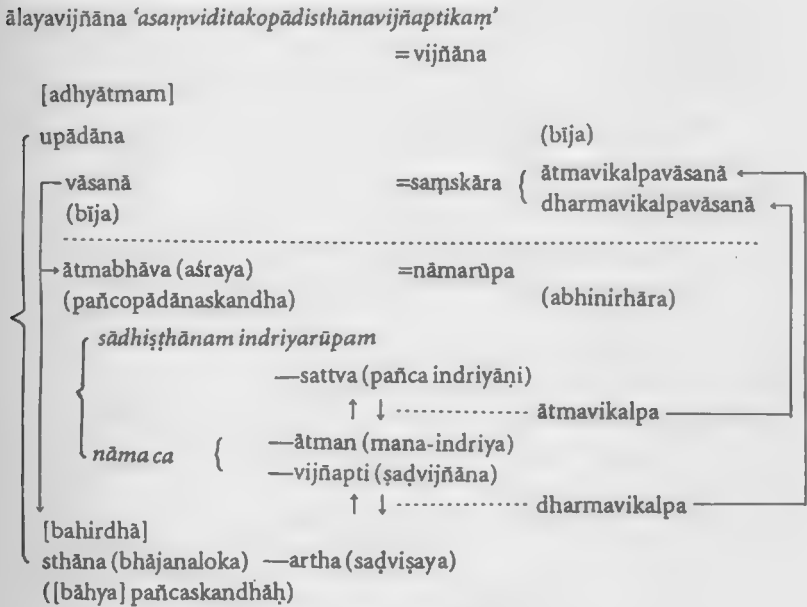 ālayavijñāna ‘asaṃviditakopādisthānavijñaptikaṃ’
=vijñāna
[adhyātmam]
upādāna (bīja)
vāsanā =saṃskāra { ātmavikalpavāsanā
(bīja) dharmavikalpavāsanā
ātmabhāva (aśraya) =nāmarūpa
(pañcopādānaskandha) (abhinirhāra)
sādhiṣṭhānam indriyarūpam
—sattva (pañca indriyāṇi)
↑ ↓ ............... ātmavikalpa
nāma ca { —ātman (mana-indriya)
—vijñapti (ṣaḍvijñāna)
↑ ↓ ............... dharmavikalpa
[bahirdhā]
sthāna (bhājanaloka) —artha (saḍviṣaya)
([bāhya] pañcaskandhāḥ)